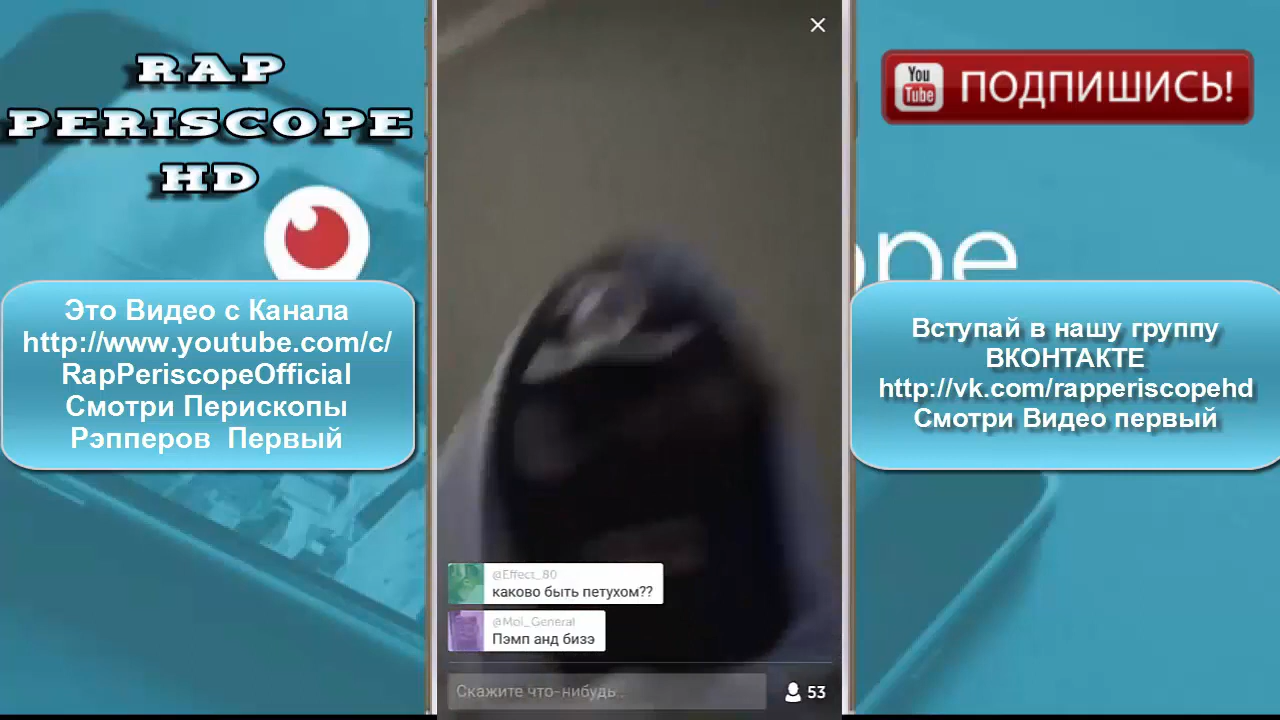 RAP
PERISCOPE
HD
Это Видео с Канала
http://www.youtube.com/c/
RapPeriscopeOfficial
Смотри Перископы
Рэпперов Первый
@Effect_80
каково быть петухом??
@Mol_General
Пэмп анд бизэ
Скажите что-нибудь..
53
You
Tube
ПОДПИШИСЬ!
ope
Вступай в нашу группу
ВКОНТАКТЕ
http://vk.com/rapperiscopehd
Смотри Видео первый